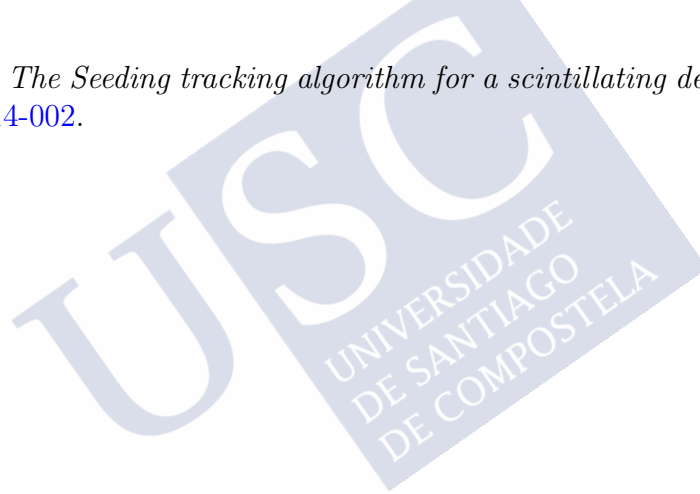 The Seeding tracking algorithm for a scintillating de
4-002.
USC
UNIVERSIDADE
DE SANTIAGO
DE COMPOSTELA